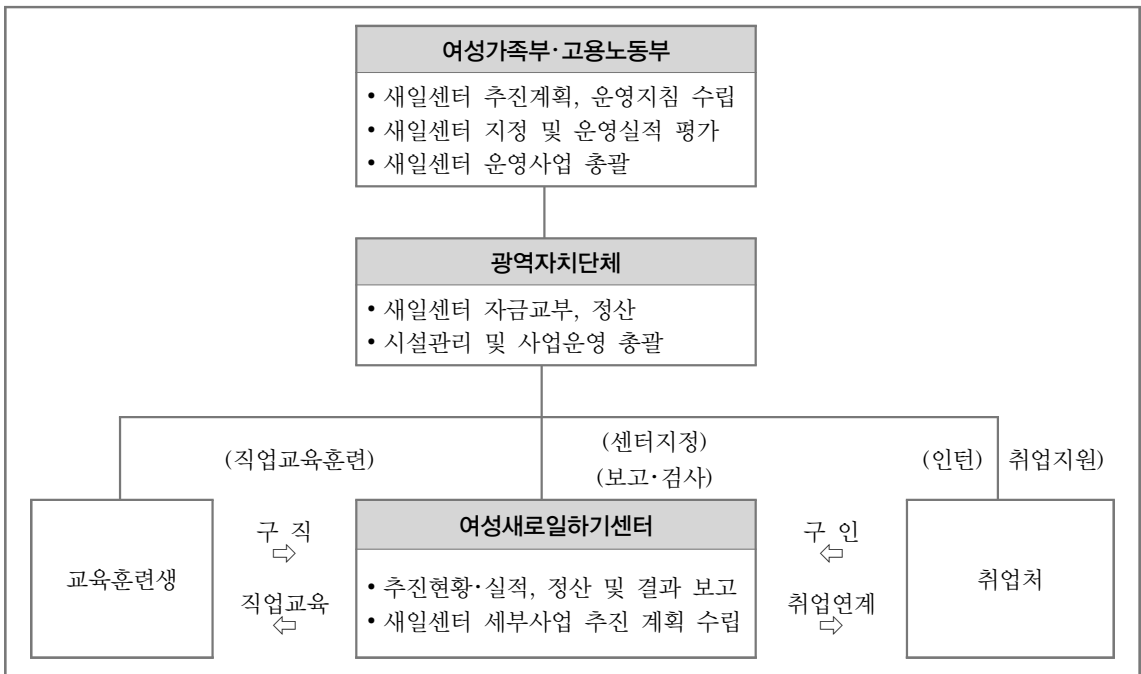 여성가족부·고용노동부
• 새일센터 추진계획, 운영지침 수립
• 새일센터 지정 및 운영실적 평가
• 새일센터 운영사업 총괄
광역자치단체
• 새일센터 자금교부, 정산
• 시설관리 및 사업운영 총괄
(직업교육훈련)
(센터지정)
(보고·검사)
(인턴) 취업지원)
교육훈련생
구 직
⇨
직업교육
⇦
여성새로일하기센터
• 추진현황·실적, 정산 및 결과 보고
• 새일센터 세부사업 추진 계획 수립
구 인
⇦
취업연계
⇨
취업처